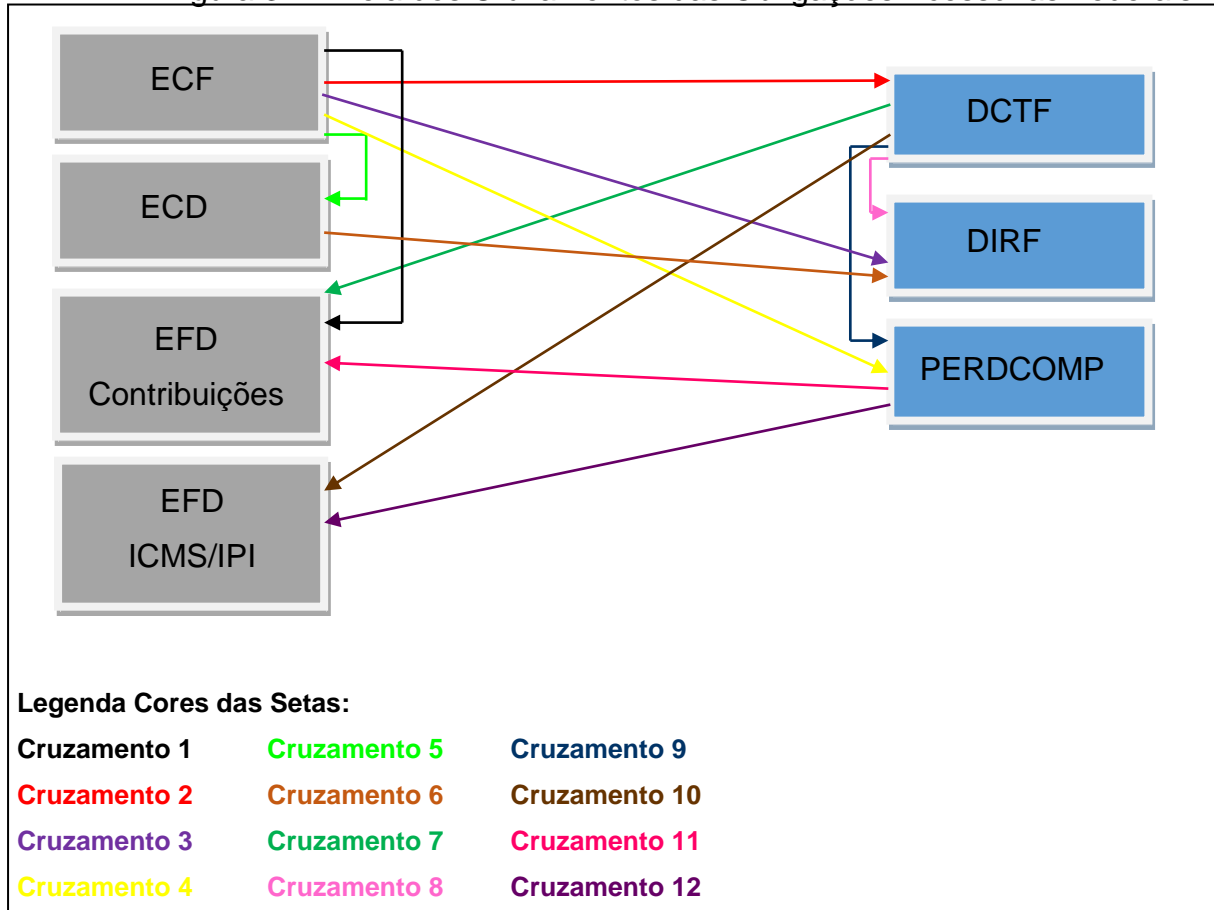 ECF
ECD
EFD
Contribuições
EFD
ICMS/IPI
DCTF
DIRF
PERDCOMP
Legenda Cores das Setas:
Cruzamento 1 Cruzamento 5 Cruzamento 9
Cruzamento 2 Cruzamento 6 Cruzamento 10
Cruzamento 3 Cruzamento 7 Cruzamento 11
Cruzamento 4 Cruzamento 8 Cruzamento 12